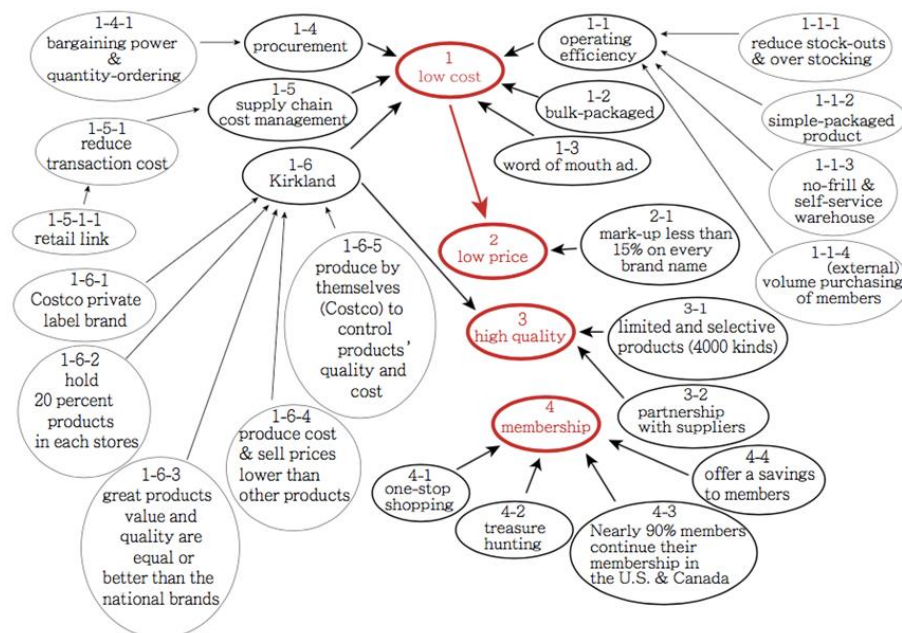 1-4-1
bargaining power
&
quantity-ordering
1-4
procurement
1
low cost
1-1
operating
efficiency
1-1-1
reduce stock-outs
& over stocking
1-5
supply chain
cost management
1-2
bulk-packaged
1-1-2
simple-packaged
product
1-5-1
reduce
transaction cost
1-3
word of mouth ad.
1-6
Kirkland
1-1-3
no-frill &
self-service
warehouse
1-5-1-1
retail link
2
low price
2-1
mark-up less than
15% on every
brand name
1-1-4 (external)
volume purchasing
of members
1-6-5
produce by
themselves
(Costco) to
control
products'
quality and
cost
1-6-1
Costco private
label brand
3
high quality
3-1
limited and selective
products (4000 kinds)
1-6-2
hold
20 percent
products
in each stores
3-2
partnership
with suppliers
1-6-4
produce cost
& sell prices
lower than
other products
4
membership
4-4
offer a savings
to members
1-6-3
great products
value and
quality are
equal or
better than the
national brands
4-1
one-stop
shopping
4-2
treasure
hunting
4-3
Nearly 90% members
continue their
membership in
the U.S. & Canada